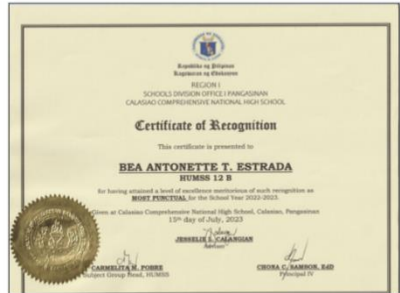 Republika ng Pilipinas
Kagawaran ng Edukasyon
REGION I
SCHOOLS DIVISION OFFICE I PANGASINAN
CALASIAO COMPREHENSIVE NATIONAL HIGH SCHOOL
Certificate of Recognition
This certificate is presented to
BEA ANTONETTE T. ESTRADA
HUMSS 12 B
for having attained a level of excellence meritorious of such recognition as
MOST PUNCTUAL for the School Year 2022-2023.
Given at Calasiao Comprehensive National High School, Calasiao, Pangasinan
15th day of July, 2023
JESSELIE L. CALANGIAN
Adviser
CARMELITA M. POBRE
Subject Group Head, HUMSS
CHONA C. SAMSON, EdD
Principal IV